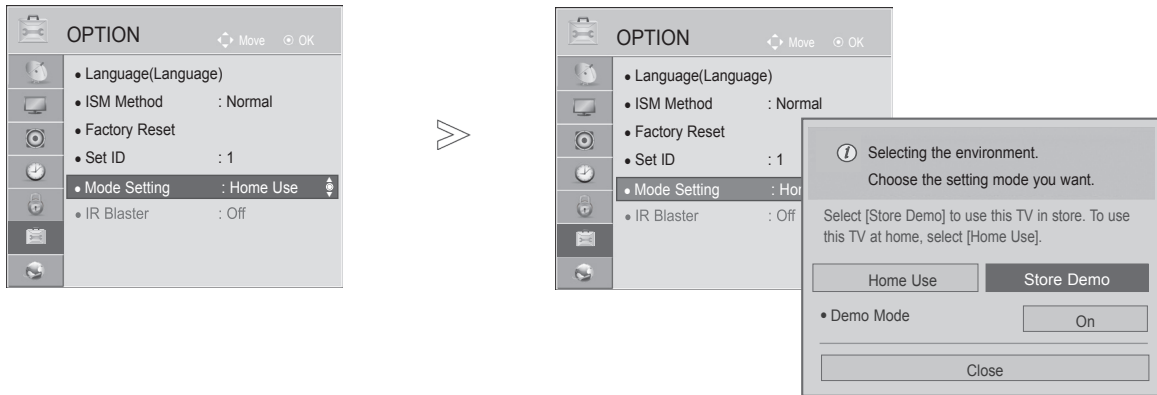 OPTION
Move OK
• Language(Language)
• ISM Method : Normal
• Factory Reset
• Set ID : 1
• Mode Setting : Home Use
• IR Blaster : Off
OPTION
Move OK
• Language(Language)
• ISM Method : Normal
• Factory Reset
• Set ID : 1
• Mode Setting : Hor
• IR Blaster : Off
i Selecting the environment.
Choose the setting mode you want.
Select [Store Demo] to use this TV in store. To use
this TV at home, select [Home Use].
Home Use Store Demo
• Demo Mode On
Close